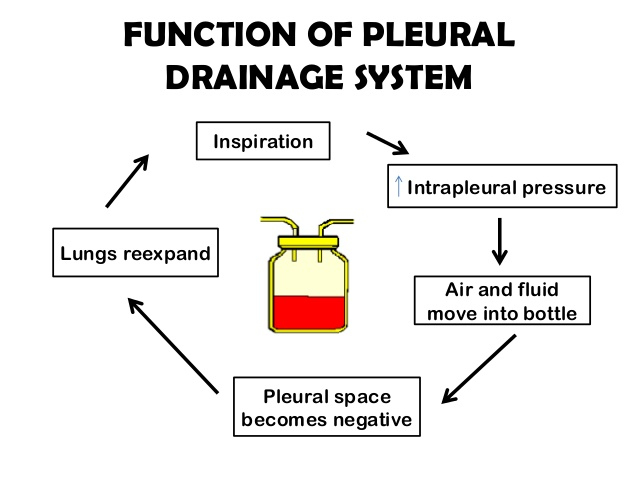 FUNCTION OF PLEURAL
DRAINAGE SYSTEM
Inspiration
↑ Intrapleural pressure
Lungs reexpand
Air and fluid
move into bottle
Pleural space
becomes negative